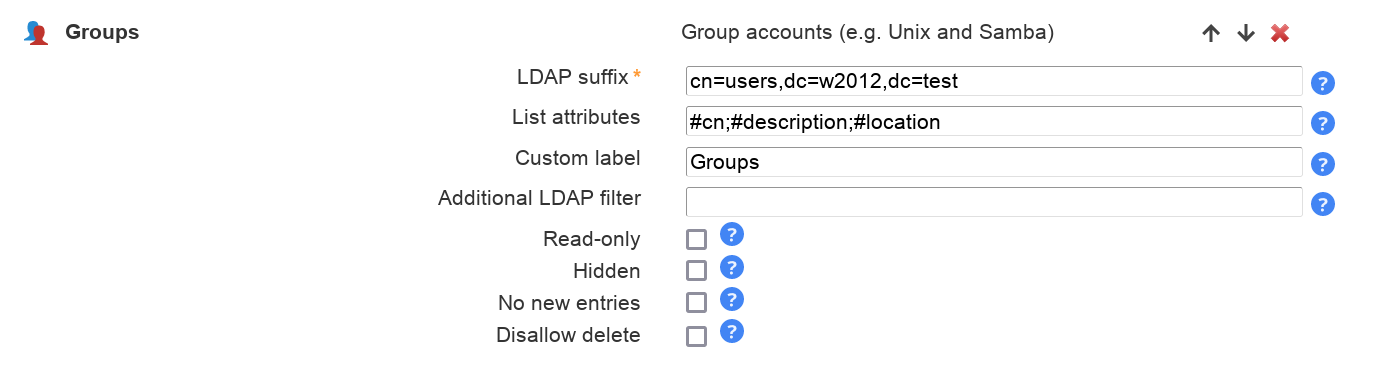 Groups Group accounts (e.g. Unix and Samba)
LDAP suffix * cn=users,dc=w2012,dc=test ?
List attributes #cn;#description;#location ?
Custom label Groups ?
Additional LDAP filter ?
Read-only ?
Hidden ?
No new entries ?
Disallow delete ?